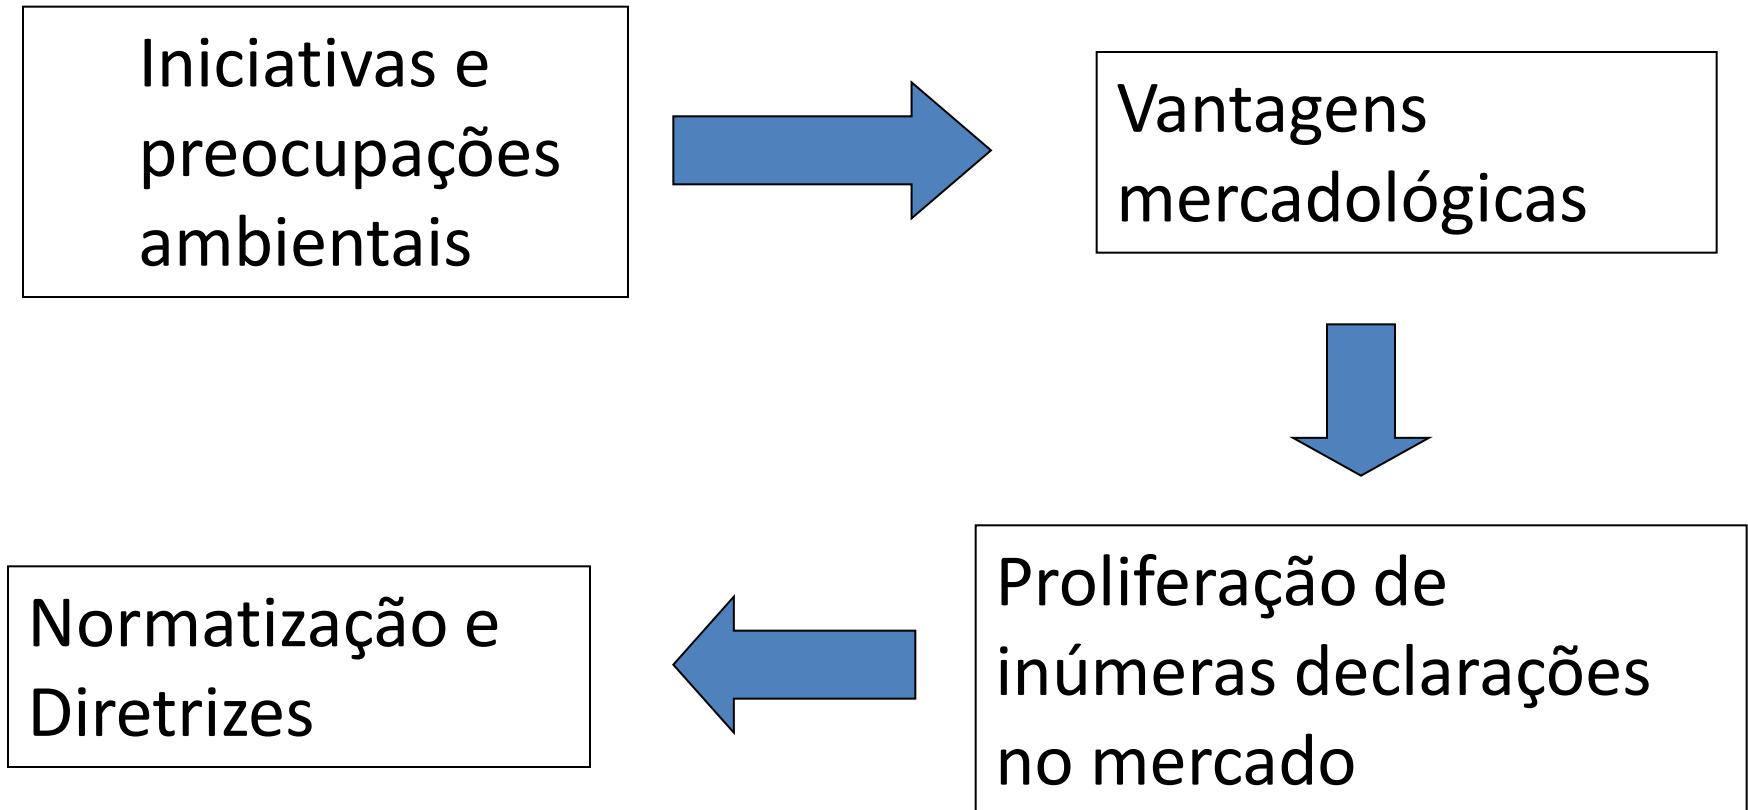 Iniciativas e
preocupações
ambientais
Vantagens
mercadológicas
Proliferação de
inúmeras declarações
no mercado
Normatização e
Diretrizes